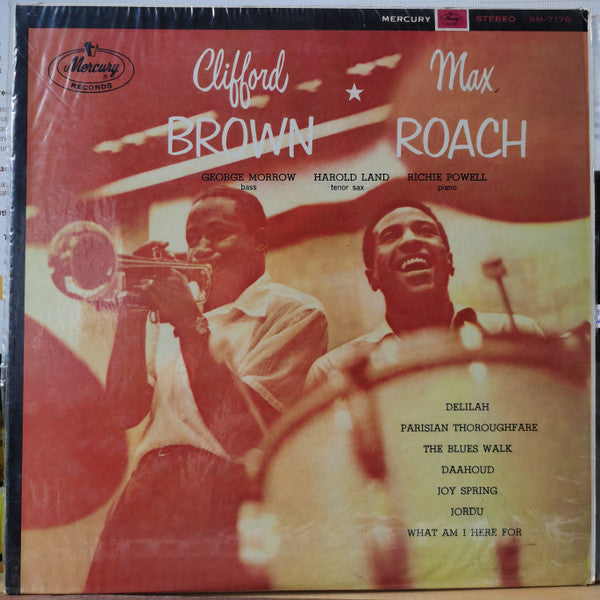 MERCURY STEREO SM-7178
Mercury
RECORDS
Clifford Max
BROWN ROACH
GEORGE MORROW HAROLD LAND RICHIE POWELL
bass tenor sax piano
DELILAH
PARISIAN THOROUGHFARE
THE BLUES WALK
DAAHOUD
JOY SPRING
JORDU
WHAT AM I HERE FOR